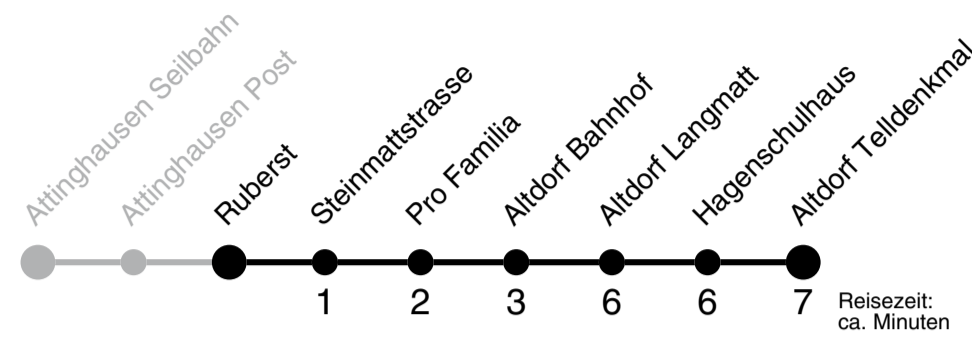 Attinghausen Seilbahn
Attinghausen Post
Ruberst
Steinmattstrasse
Pro Familia
Altdorf Bahnhof
Altdorf Langmatt
Hagenschulhaus
Altdorf Telldenkmal
1 2 3 6 6 7
Reisezeit:
ca. Minuten